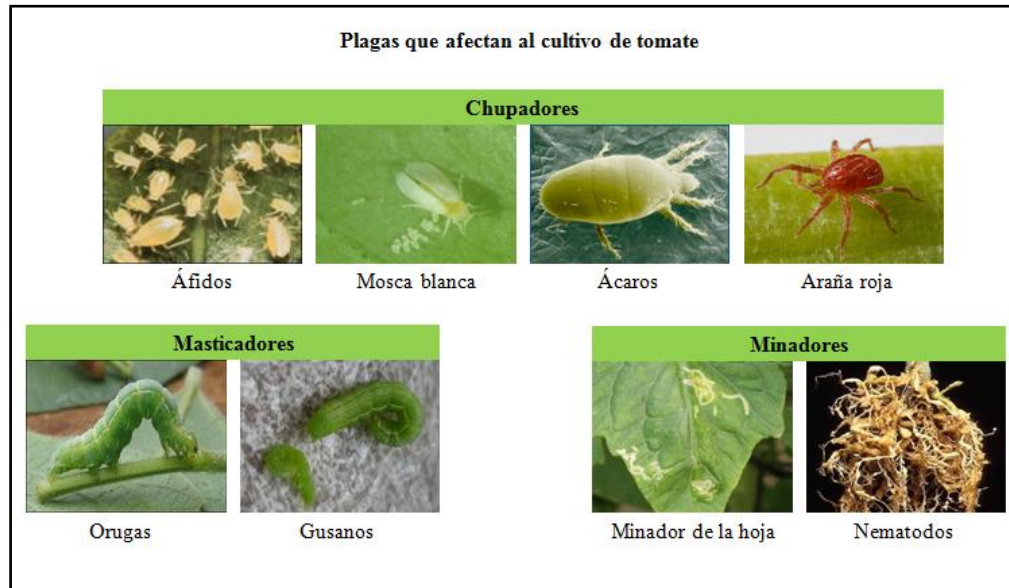 Plagas que afectan al cultivo de tomate
Chupadores
Áfidos
Mosca blanca
Ácaros
Araña roja
Masticadores
Orugas
Gusanos
Minadores
Minador de la hoja
Nematodos